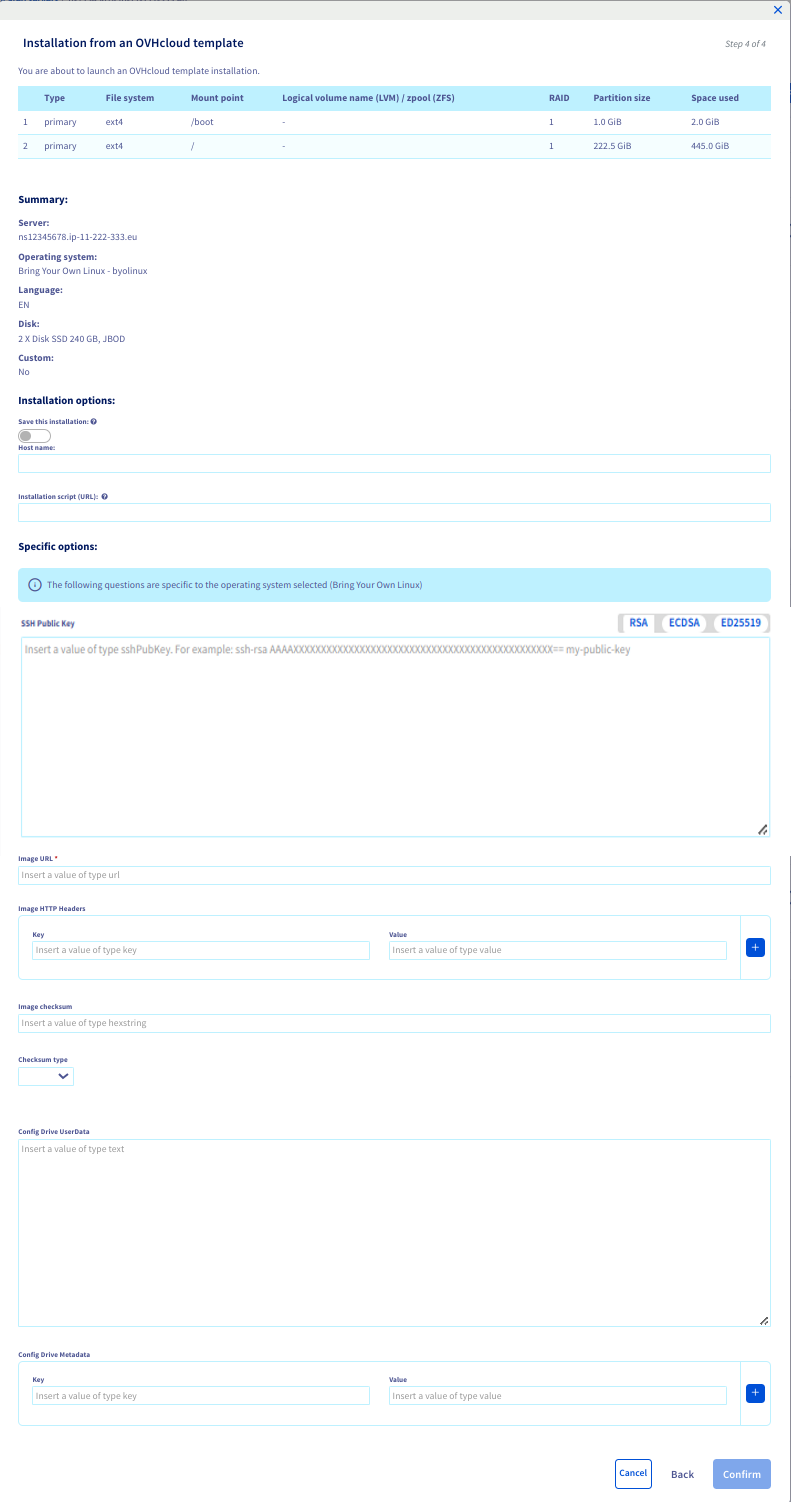 Installation from an OVHcloud template
Step 4 of 4
You are about to launch an OVHcloud template installation.
Type File system Mount point Logical volume name (LVM) / zpool (ZFS) RAID Partition size Space used
1 primary ext4 /boot - 1 1.0 GiB 2.0 GiB
2 primary ext4 / - 1 222.5 GiB 445.0 GiB
Summary:
Server:
ns12345678.ip-11-222-333.eu
Operating system:
Bring Your Own Linux - byolinux
Language:
EN
Disk:
2 X Disk SSD 240 GB, JBOD
Custom:
No
Installation options:
Save this installation:
Host name:
Installation script (URL):
Specific options:
The following questions are specific to the operating system selected (Bring Your Own Linux)
SSH Public Key RSA ECDSA ED25519
Insert a value of type sshPubKey. For example: ssh-rsa AAAAXXXXXXXXXXXXXXXXXXXXXXXXXXXXXXXXXXXXXXXXXXXXXXXX== my-public-key
Image URL *
Insert a value of type url
Image HTTP Headers
Key Value
Insert a value of type key Insert a value of type value
Image checksum
Insert a value of type hexstring
Checksum type
Config Drive UserData
Insert a value of type text
Config Drive Metadata
Key Value
Insert a value of type key Insert a value of type value
Cancel Back Confirm